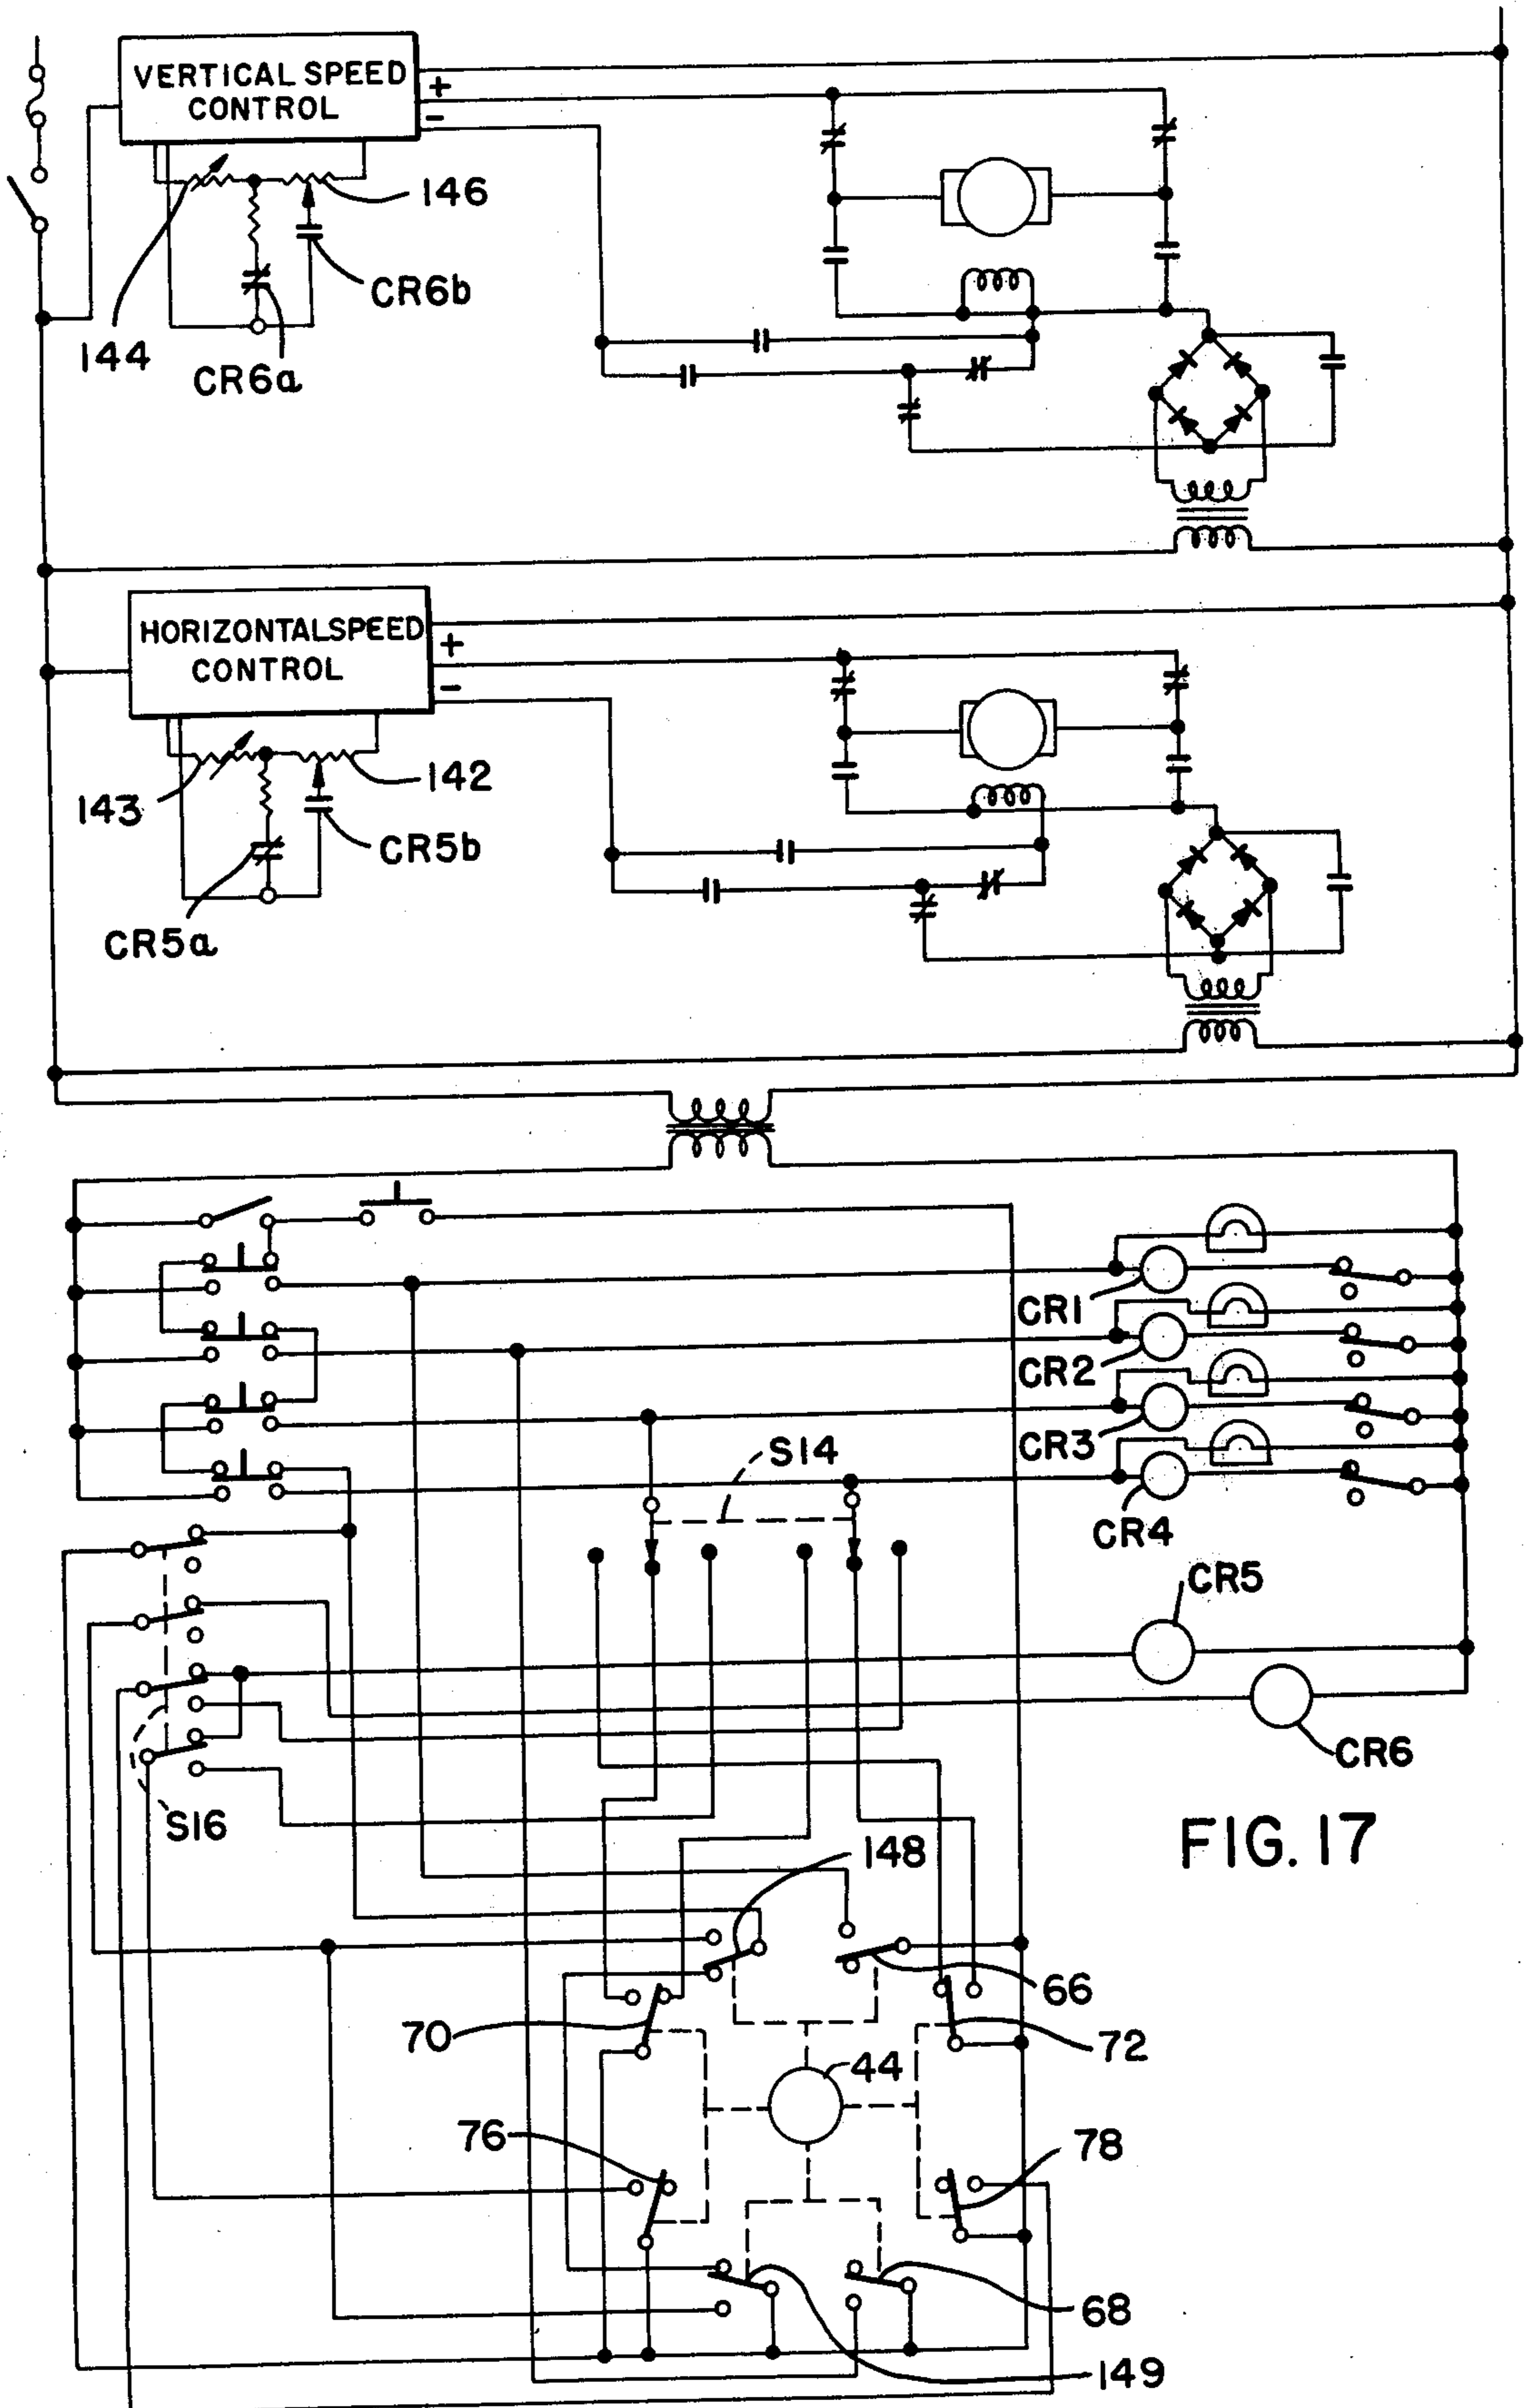 VERTICAL SPEED
CONTROL
+
-
146
CR6b
144
CR6a
HORIZONTALSPEED
CONTROL
+
-
142
143
CR5b
CR5a
CR1
CR2
CR3
S14
CR4
CR5
CR6
S16
FIG. 17
148
66
70
72
44
76
78
68
149